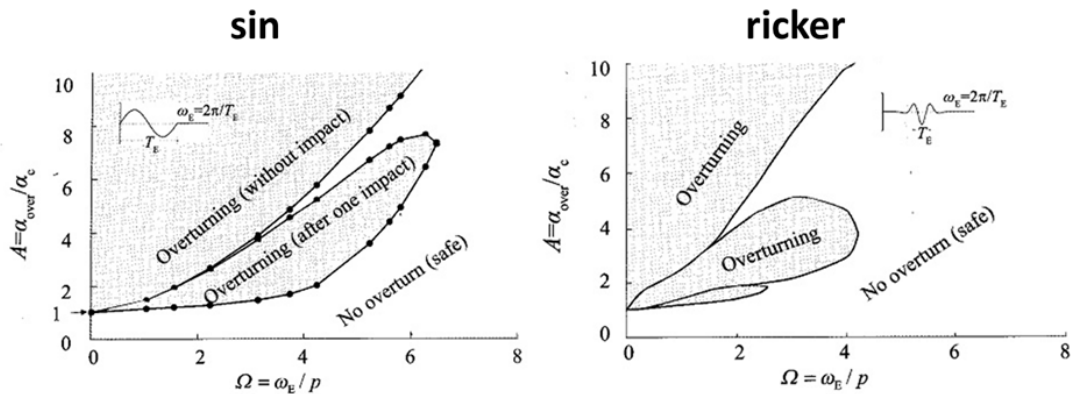 sin
10
8
6
4
2
1
0
A=α_over/α_c
ω_E=2π/T_E
T_E
Overturning (without impact)
Overturning (after one impact)
No overturn (safe)
0 2 4 6 8
Ω = ω_E / p
ricker
10
8
6
4
2
0
A=α_over/α_c
ω_E=2π/T_E
T_E
Overturning
Overturning
No overturn (safe)
0 2 4 6 8
Ω = ω_E / p